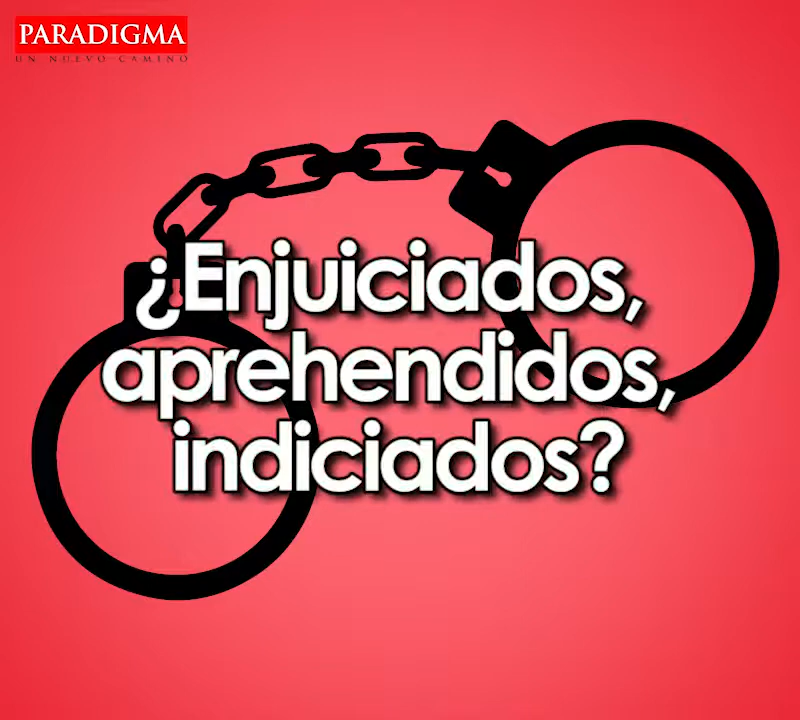 PARADIGMA
UN NUEVO CAMINO
¿Enjuiciados,
aprehendidos,
indiciados?